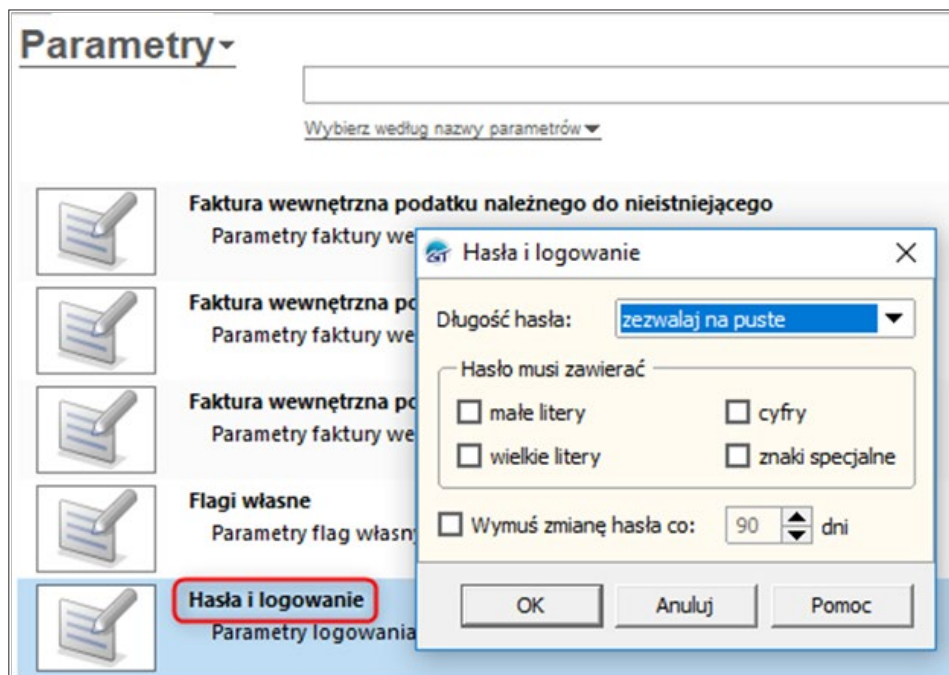 Parametry
Wybierz według nazwy parametrów
Faktura wewnętrzna podatku należnego do nieistniejącego
Parametry faktury we
Faktura wewnętrzna po
Parametry faktury we
Faktura wewnętrzna po
Parametry faktury we
Flagi własne
Parametry flag własny
Hasła i logowanie
Parametry logowania
GT Hasła i logowanie
Długość hasła: zezwalaj na puste
Hasło musi zawierać
małe litery cyfry
wielkie litery znaki specjalne
Wymuś zmianę hasła co: 90 dni
OK Anuluj Pomoc